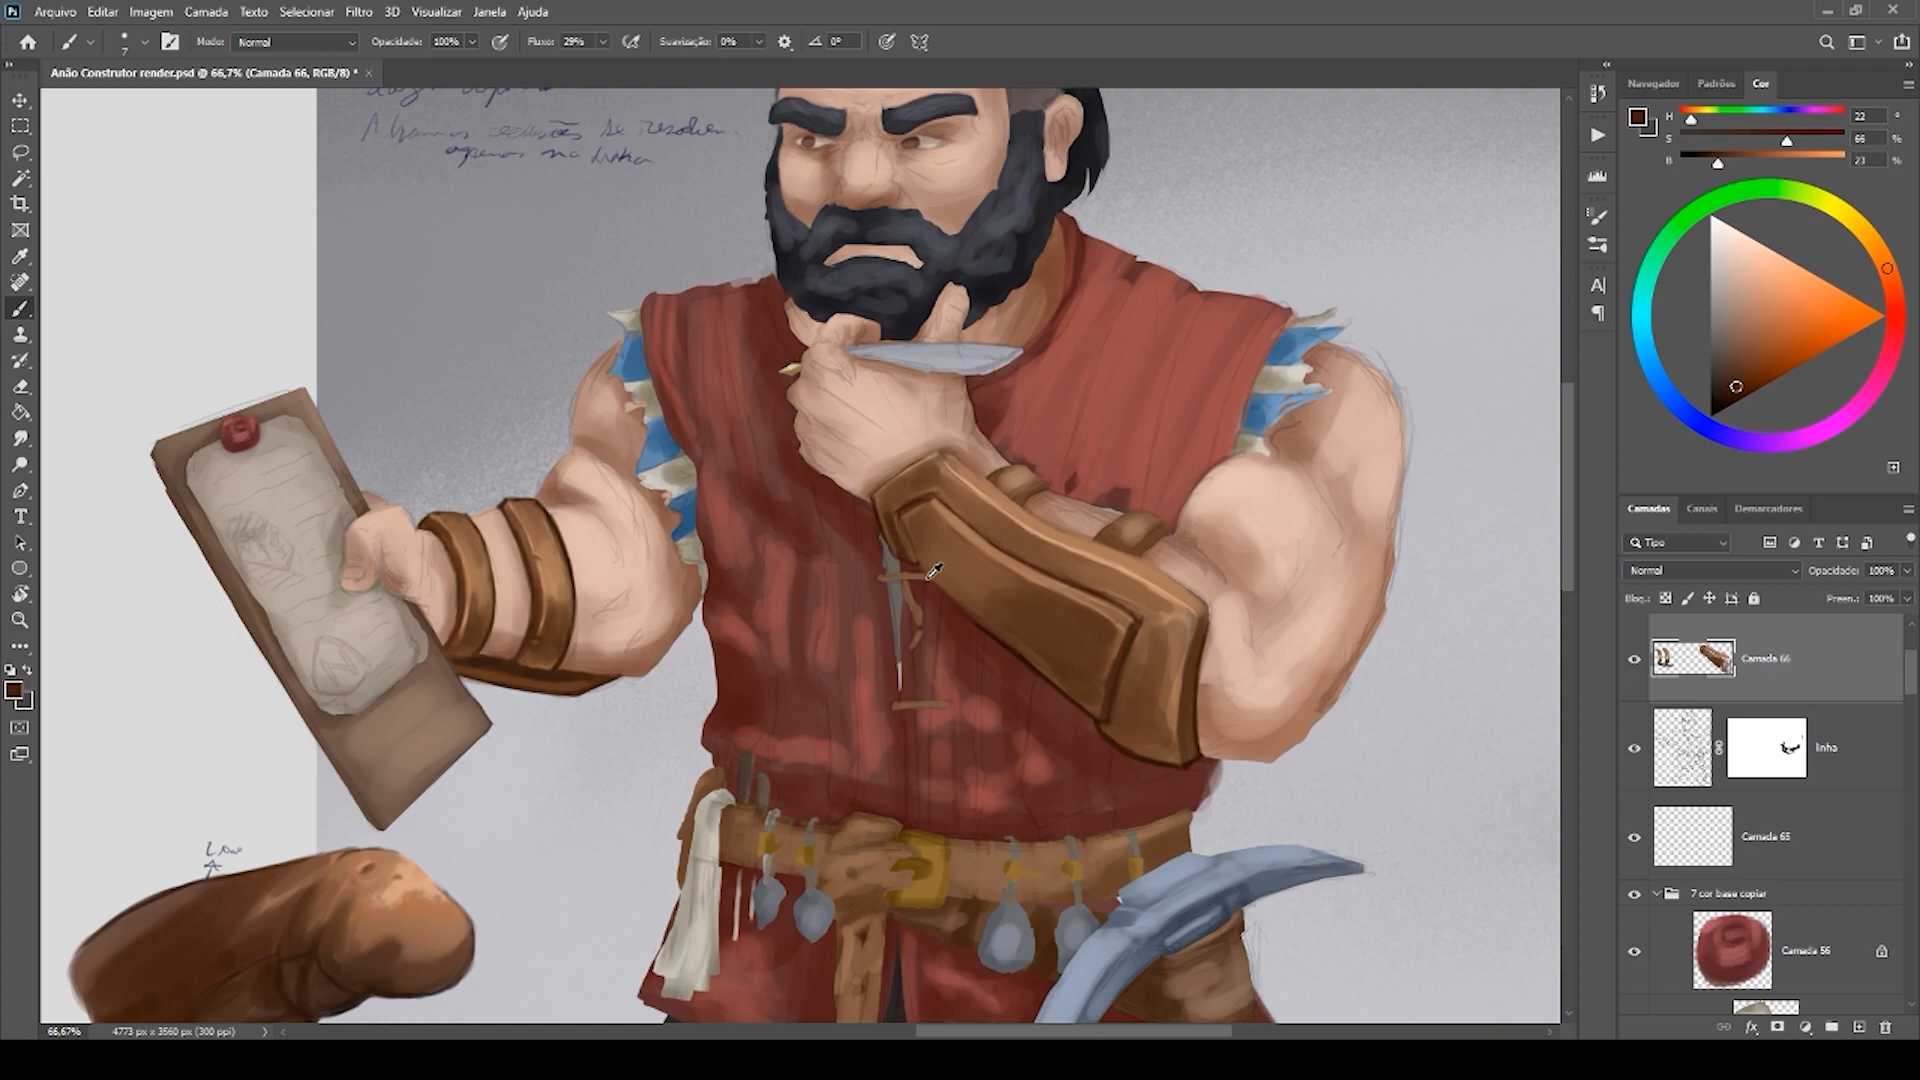 Ps Arquivo Editar Imagem Camada Texto Selecionar Filtro 3D Visualizar Janela Ajuda
7 Modo: Normal Opacidade: 100% Fluxo: 29% Suavização: 0% 0°
Anão Construtor render.psd @ 66,7% (Camada 66, RGB/8) * ×
Navegador Padrões Cor
H 22 °
S 66 %
B 23 %
se resolvem
apenas na linha
Camadas Canais Demarcadores
Tipo
Normal Opacidade: 100%
Bloq.: Preen.: 100%
Camada 66
linha
Camada 65
7 cor base copiar
Camada 56
66,67% 4773 px x 3560 px (300 ppi)